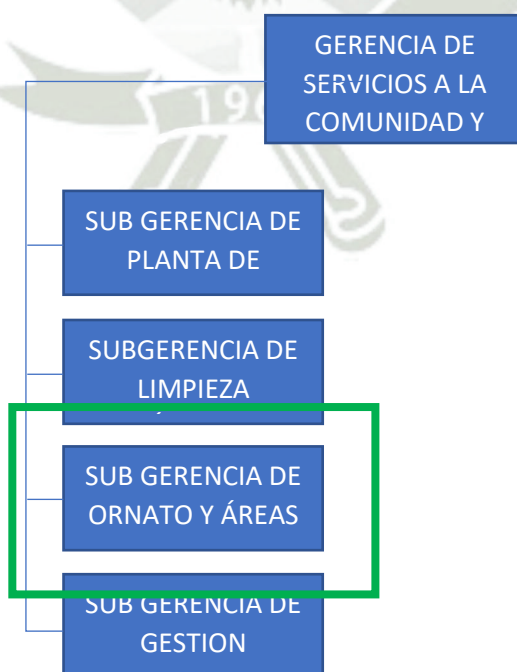 GERENCIA DE
SERVICIOS A LA
COMUNIDAD Y
SUB GERENCIA DE
PLANTA DE
SUBGERENCIA DE
LIMPIEZA
SUB GERENCIA DE
ORNATO Y ÁREAS
SUB GERENCIA DE
GESTION